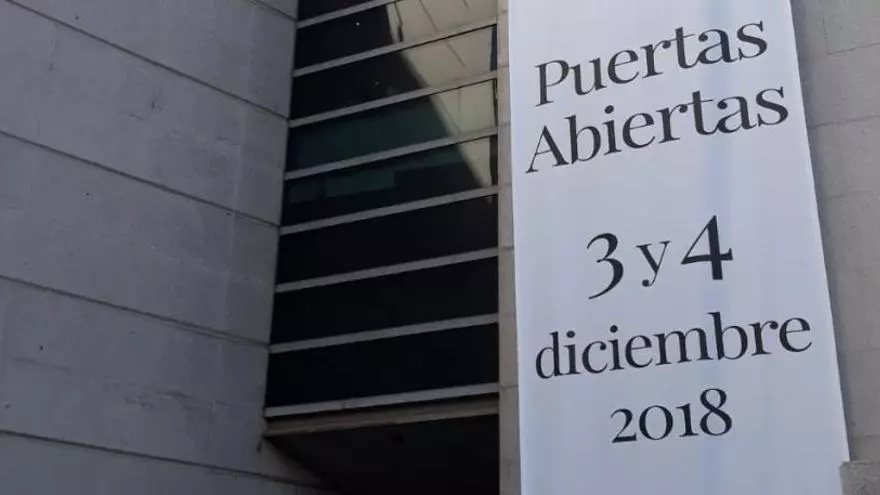 Puertas
Abiertas
3 y 4
diciembre
2018